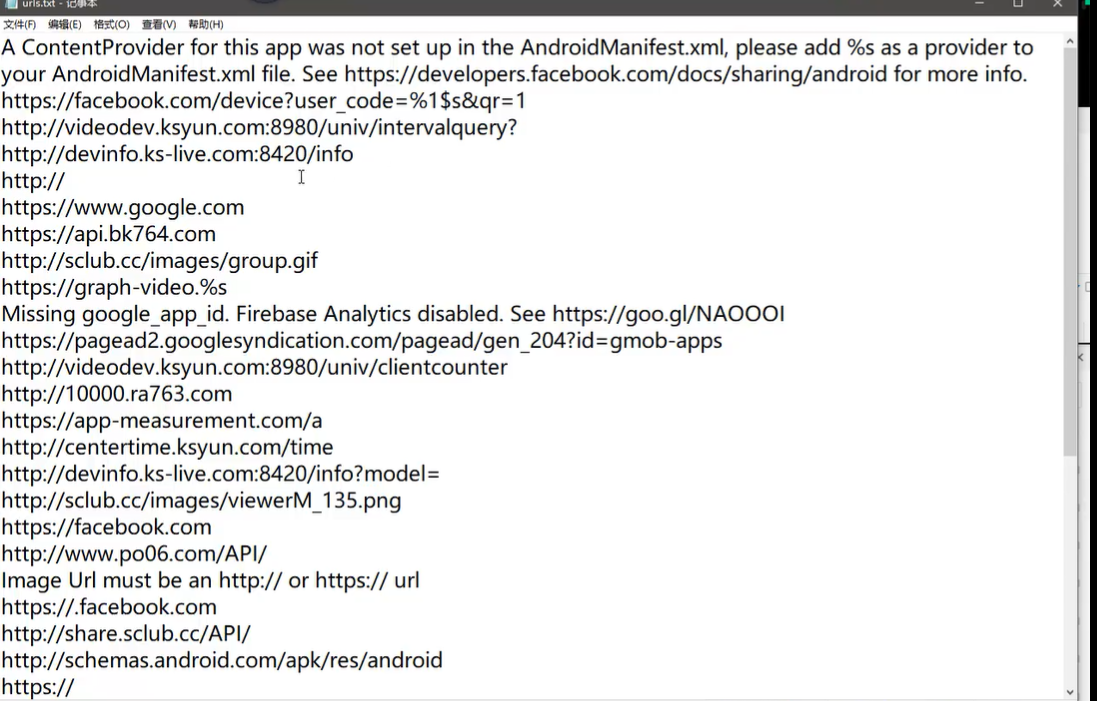 urls.txt - 记事本
文件(F) 编辑(E) 格式(O) 查看(V) 帮助(H)
A ContentProvider for this app was not set up in the AndroidManifest.xml, please add %s as a provider to
your AndroidManifest.xml file. See https://developers.facebook.com/docs/sharing/android for more info.
https://facebook.com/device?user_code=%1$s&qr=1
http://videodev.ksyun.com:8980/univ/intervalquery?
http://devinfo.ks-live.com:8420/info
http://
https://www.google.com
https://api.bk764.com
http://sclub.cc/images/group.gif
https://graph-video.%s
Missing google_app_id. Firebase Analytics disabled. See https://goo.gl/NAOOOI
https://pagead2.googlesyndication.com/pagead/gen_204?id=gmob-apps
http://videodev.ksyun.com:8980/univ/clientcounter
http://10000.ra763.com
https://app-measurement.com/a
http://centertime.ksyun.com/time
http://devinfo.ks-live.com:8420/info?model=
http://sclub.cc/images/viewerM_135.png
https://facebook.com
http://www.po06.com/API/
Image Url must be an http:// or https:// url
https://.facebook.com
http://share.sclub.cc/API/
http://schemas.android.com/apk/res/android
https://